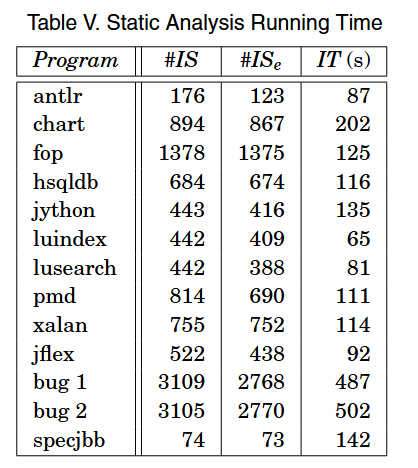 Table V. Static Analysis Running Time
Program #IS #ISe IT (s)
antlr 176 123 87
chart 894 867 202
fop 1378 1375 125
hsqldb 684 674 116
jython 443 416 135
luindex 442 409 65
lusearch 442 388 81
pmd 814 690 111
xalan 755 752 114
jflex 522 438 92
bug 1 3109 2768 487
bug 2 3105 2770 502
specjbb 74 73 142